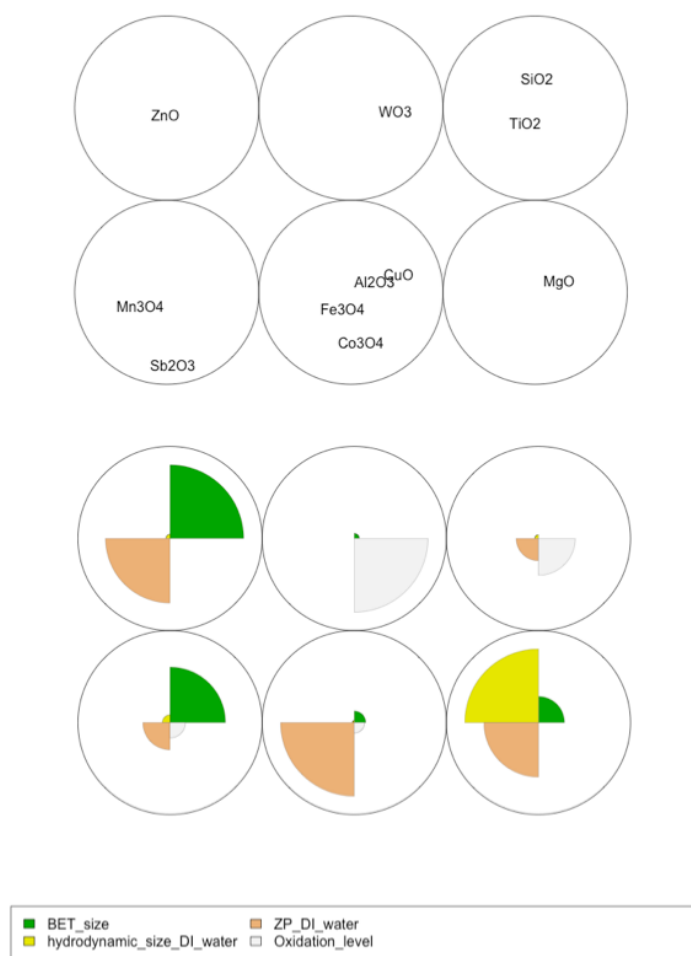 SiO2
ZnO WO3 TiO2
CuO
Al2O3 MgO
Mn3O4 Fe3O4
Co3O4
Sb2O3
BET_size ZP_DI_water
hydrodynamic_size_DI_water Oxidation_level